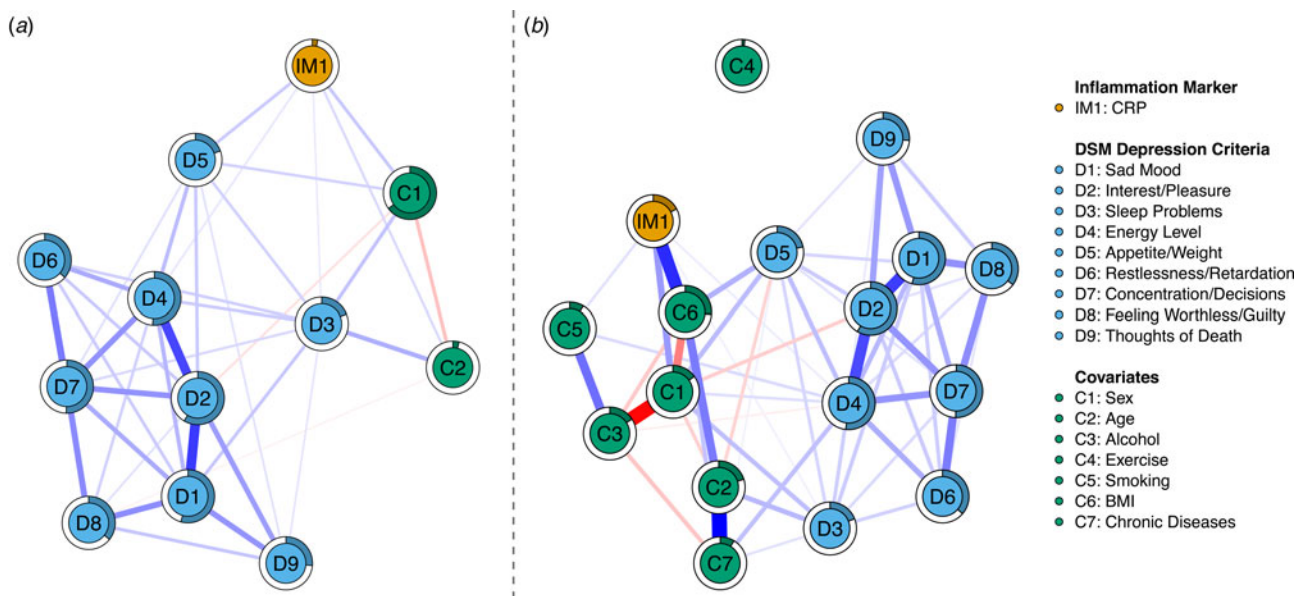 (a)
IM1
D5
C1
D6
D4
D3
C2
D7
D2
D1
D8
D9
(b)
C4
D9
IM1
D5
D1
D8
C6
C5
D2
C1
D4
D7
C3
C2
D6
D3
C7
Inflammation Marker
IM1: CRP
DSM Depression Criteria
D1: Sad Mood
D2: Interest/Pleasure
D3: Sleep Problems
D4: Energy Level
D5: Appetite/Weight
D6: Restlessness/Retardation
D7: Concentration/Decisions
D8: Feeling Worthless/Guilty
D9: Thoughts of Death
Covariates
C1: Sex
C2: Age
C3: Alcohol
C4: Exercise
C5: Smoking
C6: BMI
C7: Chronic Diseases